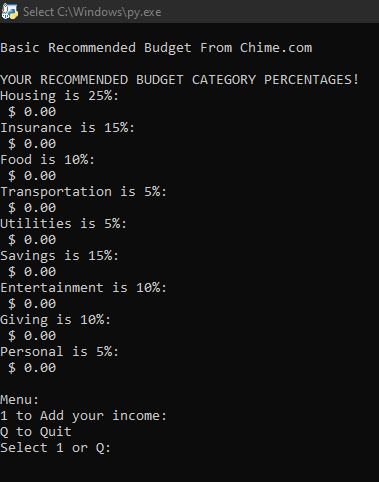 Select C:\Windows\py.exe
Basic Recommended Budget From Chime.com
YOUR RECOMMENDED BUDGET CATEGORY PERCENTAGES!
Housing is 25%:
$ 0.00
Insurance is 15%:
$ 0.00
Food is 10%:
$ 0.00
Transportation is 5%:
$ 0.00
Utilities is 5%:
$ 0.00
Savings is 15%:
$ 0.00
Entertainment is 10%:
$ 0.00
Giving is 10%:
$ 0.00
Personal is 5%:
$ 0.00
Menu:
1 to Add your income:
Q to Quit
Select 1 or Q: